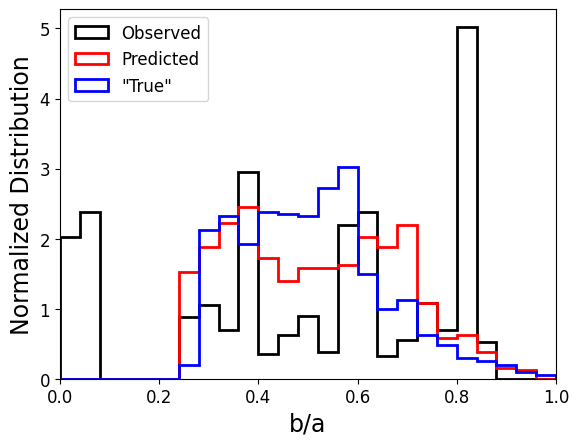 Observed
Predicted
"True"
Normalized Distribution
5
4
3
2
1
0
0.0 0.2 0.4 0.6 0.8 1.0
b/a